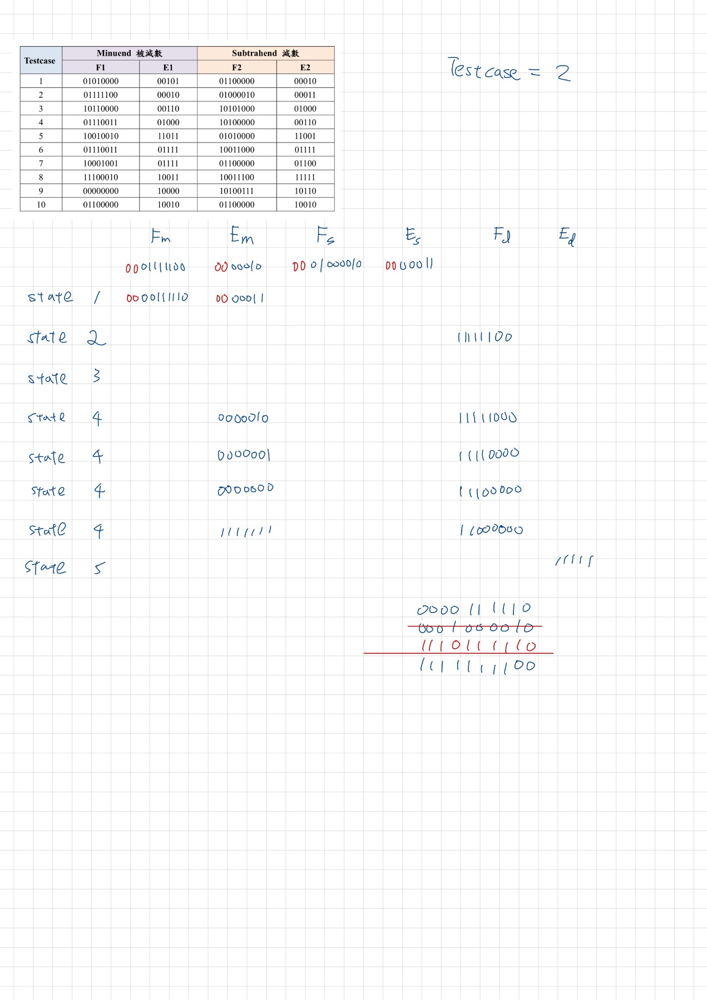 Testcase Minuend 被減數 Subtrahend 減數
F1 E1 F2 E2
1 01010000 00101 01100000 00010
2 01111100 00010 01000010 00011
3 10110000 00110 10101000 01000
4 01110011 01000 10100000 00110
5 10010010 11011 01010000 11001
6 01110011 01111 10011000 01111
7 10001001 01111 01100000 01100
8 11100010 10011 10011100 11111
9 00000000 10000 10100111 10110
10 01100000 10010 01100000 10010
Testcase = 2
Fm Em Fs Es Fd Ed
0001111100 0000010 0001000010 0000011
state 1 0000111110 0000011
state 2 11111100
state 3
state 4 0000010 11111000
state 4 0000001 11110000
state 4 0000000 11100000
state 4 1111111 11000000
state 5 11111
0000111110
0001000010
1110111110
1111111100